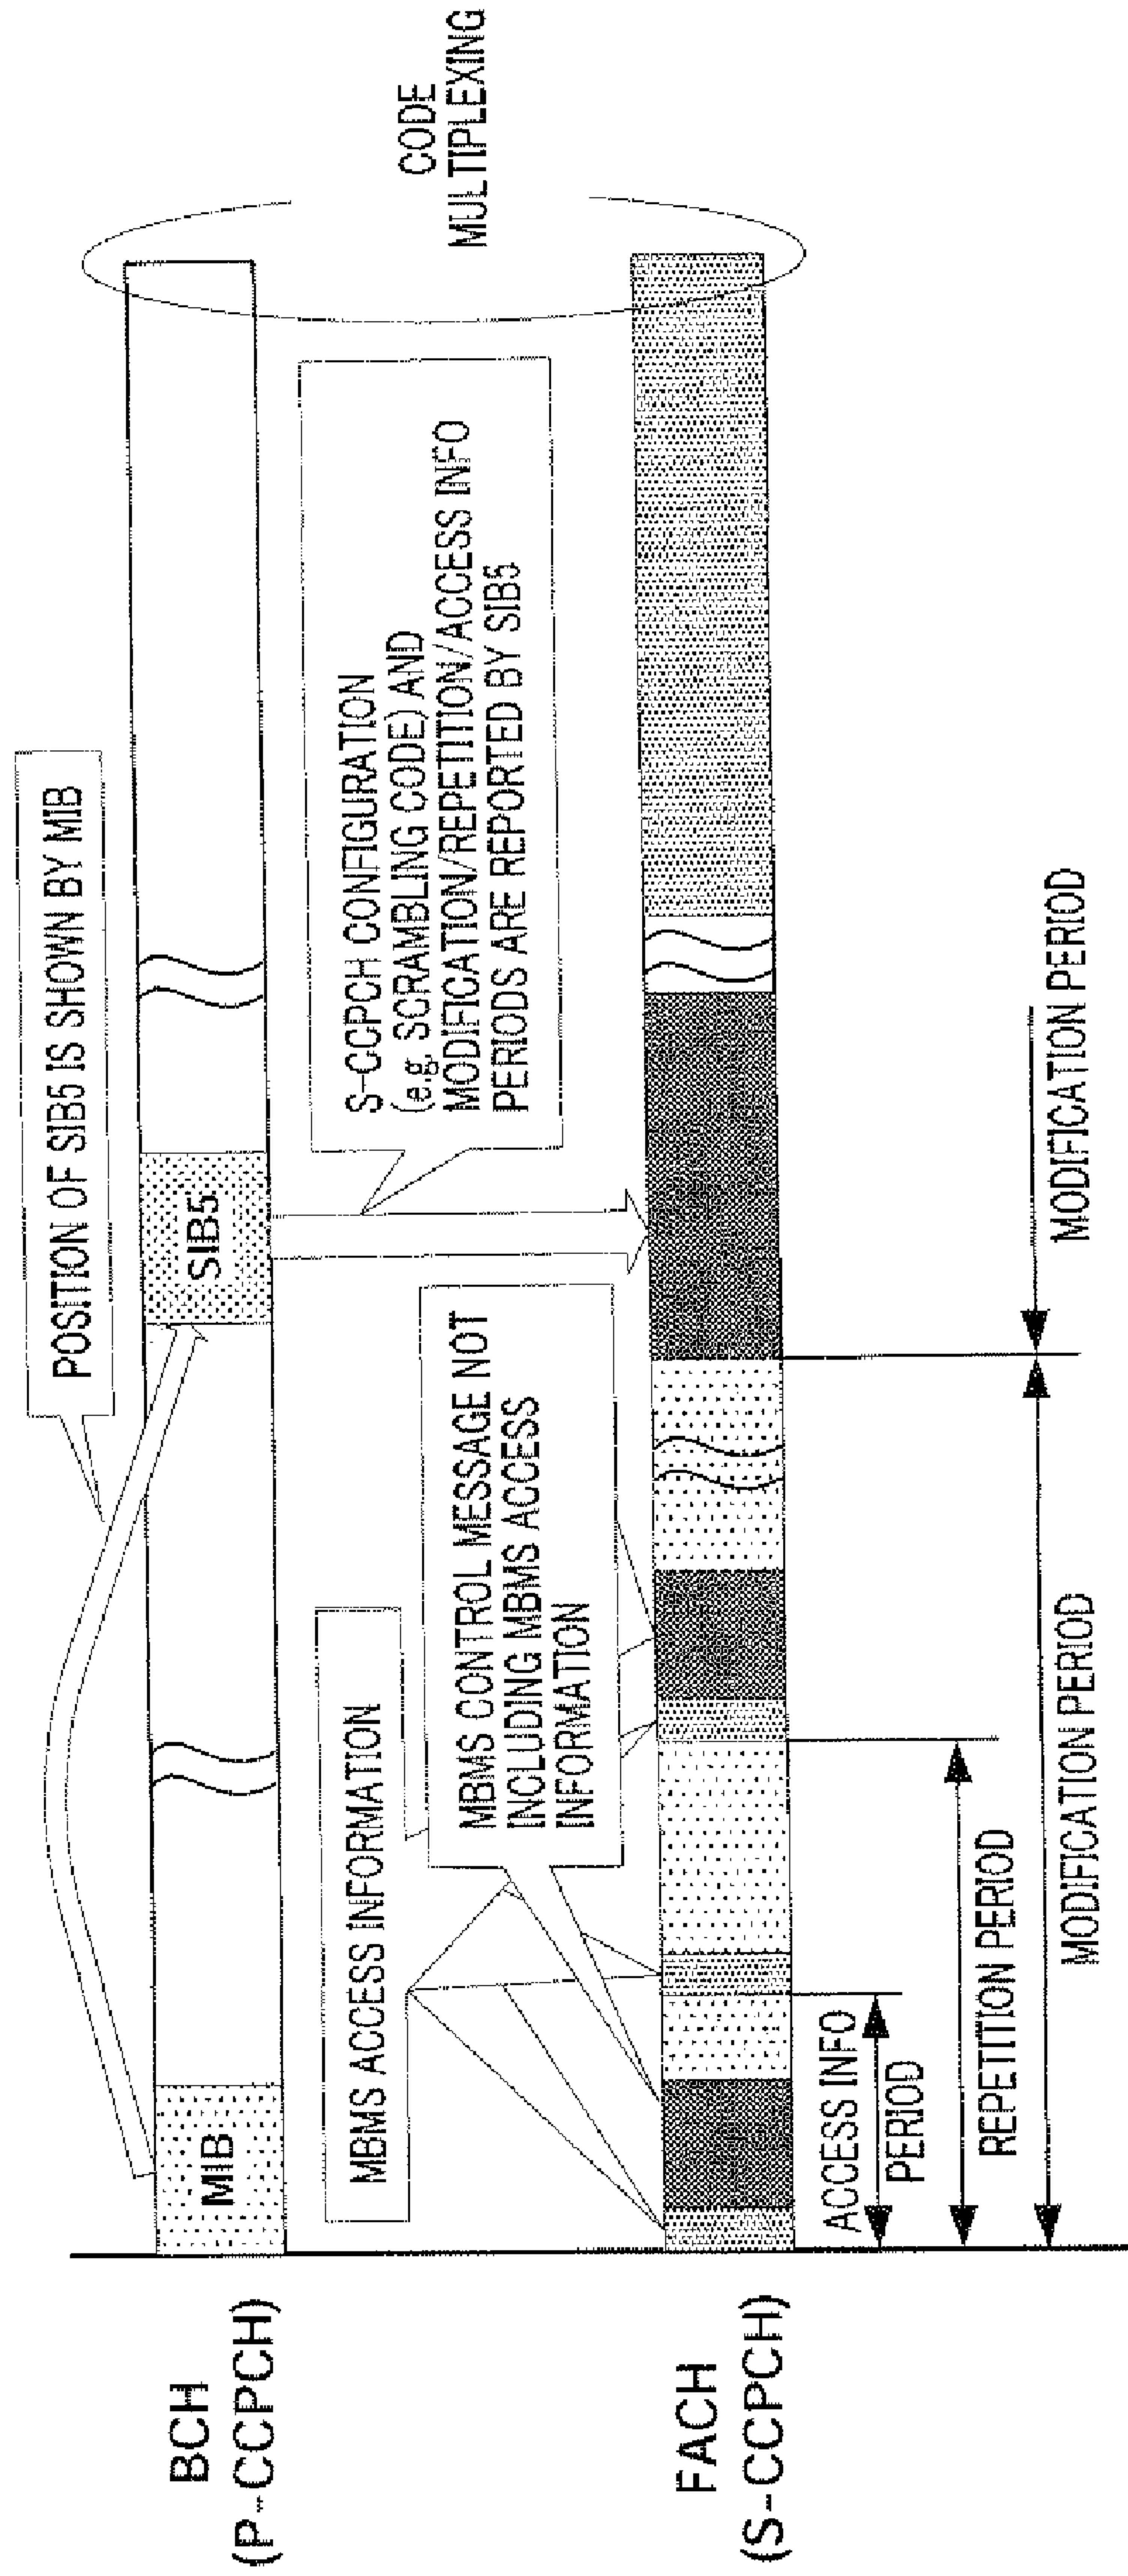 POSITION OF SIB5 IS SHOWN BY MIB
BCH
(P-CCPCH)
MIB
SIB5
CODE
MULTIPLEXING
S-CCPCH CONFIGURATION
(e.g. SCRAMBLING CODE) AND
MODIFICATION/REPETITION/ACCESS INFO
PERIODS ARE REPORTED BY SIB5
MBMS ACCESS INFORMATION
MBMS CONTROL MESSAGE NOT
INCLUDING MBMS ACCESS
INFORMATION
FACH
(S-CCPCH)
ACCESS INFO
PERIOD
REPETITION PERIOD
MODIFICATION PERIOD
MODIFICATION PERIOD